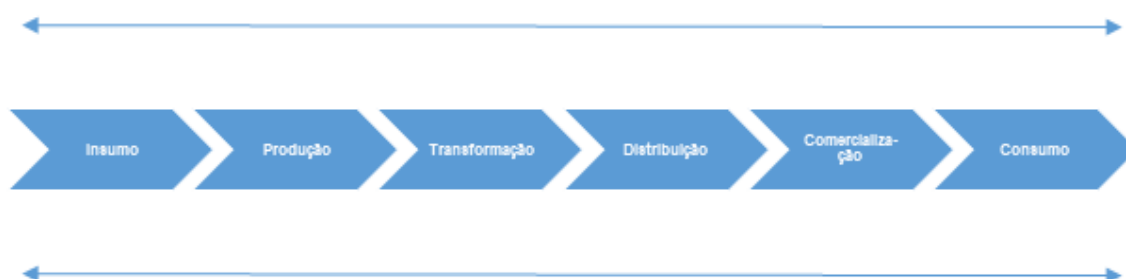 Insumo
Produção
Transformação
Distribuição
Comercializa-
ção
Consumo